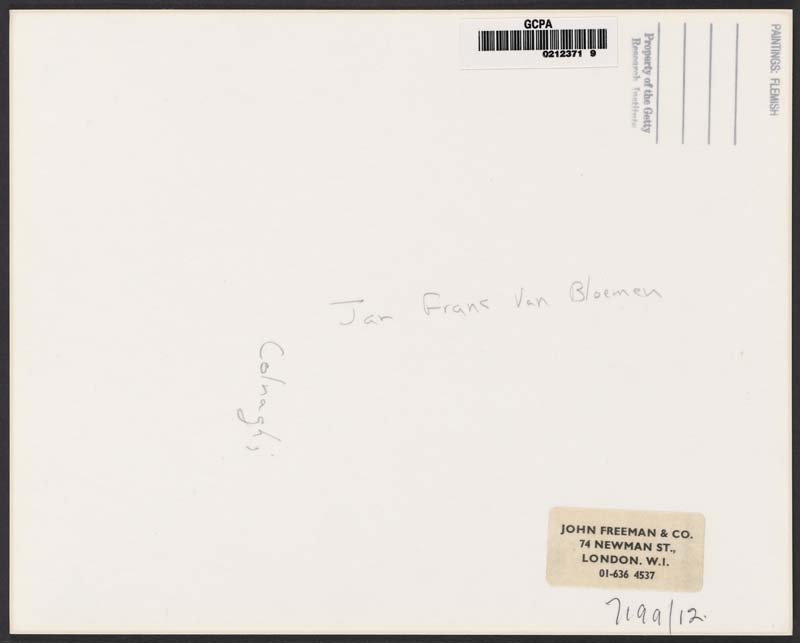 GCPA
0212371 9
Property of the Getty
Research Institute
PAINTINGS: FLEMISH
Jan Frans Van Bloemen
Colnaghi
JOHN FREEMAN & CO.
74 NEWMAN ST.,
LONDON. W.I.
01-636 4537
7199/12.